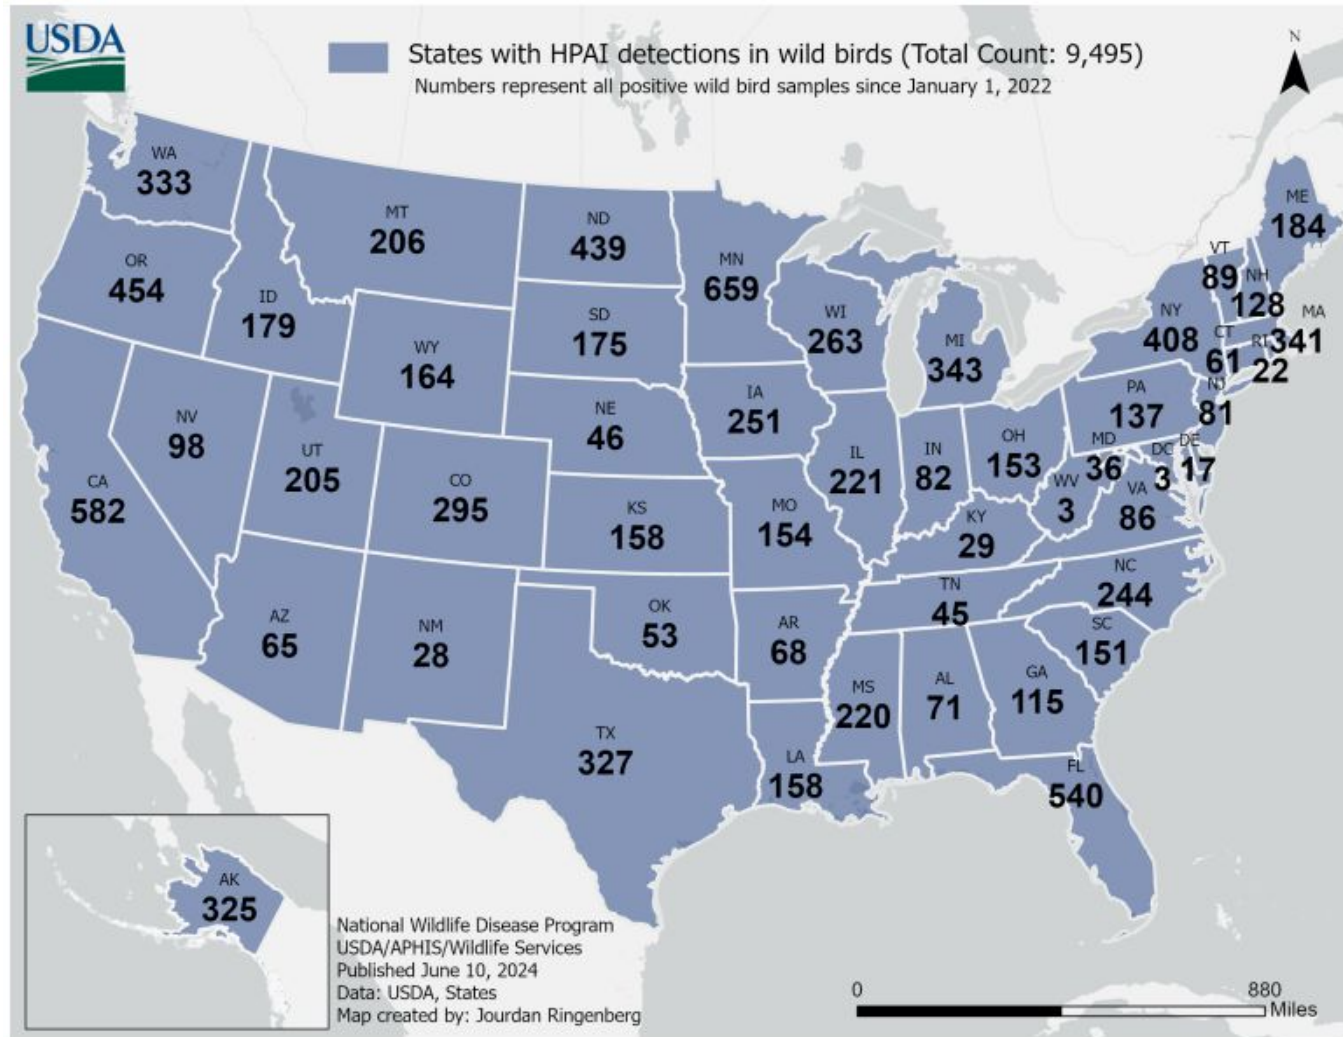 USDA
States with HPAI detections in wild birds (Total Count: 9,495)
Numbers represent all positive wild bird samples since January 1, 2022
N
WA
333
MT
206
ND
439
MN
659
ME
184
OR
454
ID
179
WY
164
SD
175
WI
263
MI
343
NY
408
VT
89
NH
128
MA
341
CT
61
RI
22
NV
98
UT
205
CO
295
NE
46
IA
251
IL
221
IN
82
OH
153
PA
137
NJ
81
MD
36
DC
3
DE
17
CA
582
KS
158
MO
154
KY
29
WV
3
VA
86
AZ
65
NM
28
OK
53
AR
68
TN
45
NC
244
SC
151
TX
327
LA
158
MS
220
AL
71
GA
115
FL
540
AK
325
National Wildlife Disease Program
USDA/APHIS/Wildlife Services
Published June 10, 2024
Data: USDA, States
Map created by: Jourdan Ringenberg
0
880
Miles